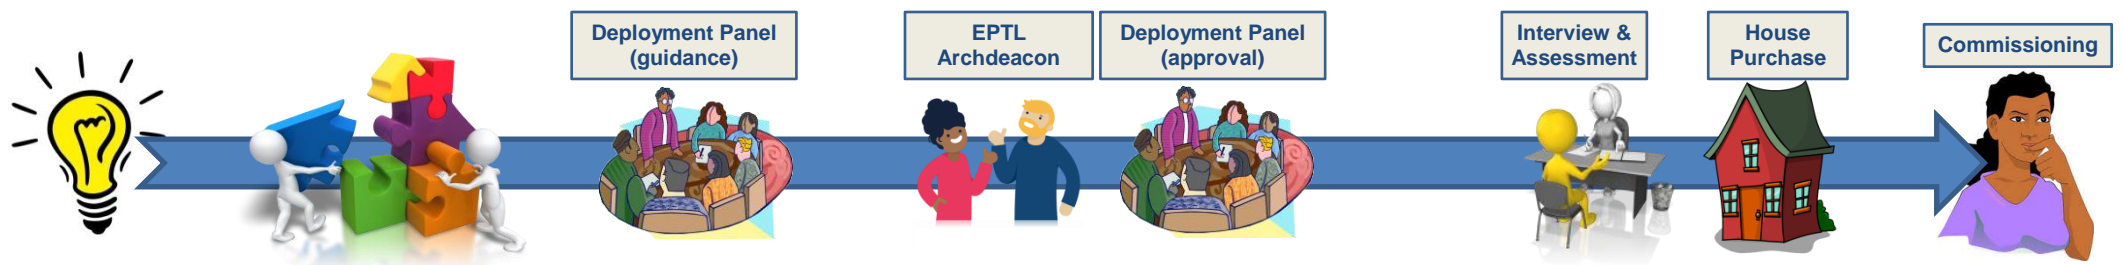 Deployment Panel
(guidance)
EPTL
Archdeacon
Deployment Panel
(approval)
Interview &
Assessment
House
Purchase
Commissioning